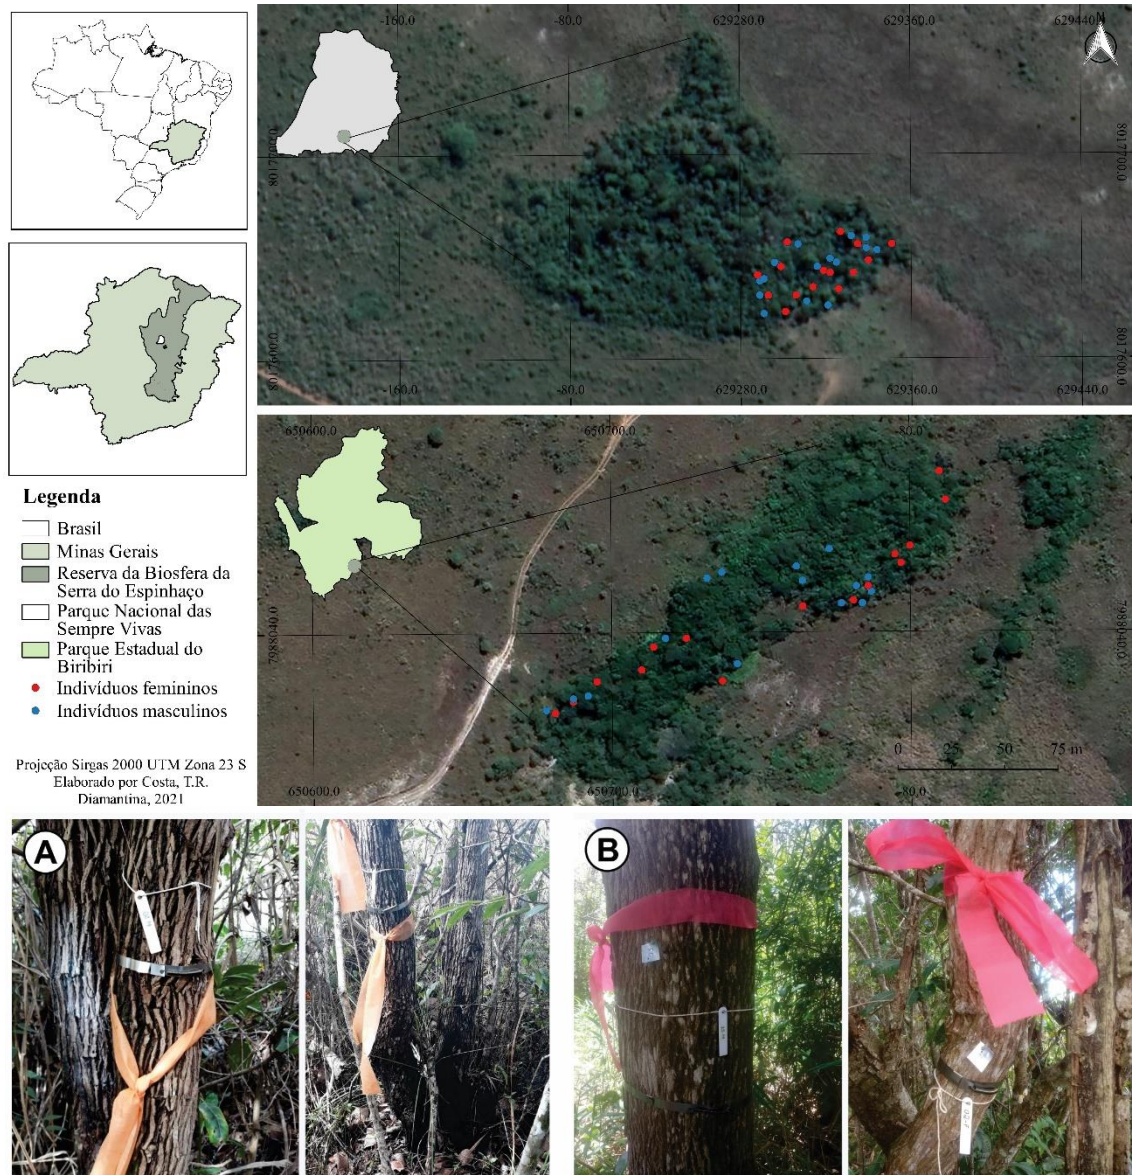 -160.0
-80.0
629280.0
629360.0
629440.0
N
8017700.0
8017700.0
8017600.0
8017600.0
-160.0
-80.0
629280.0
629360.0
629440.0
650600.0
650700.0
-80.0
7988040.0
7988040.0
0 25 50 75 m
650600.0
650700.0
-80.0
Legenda
Brasil
Minas Gerais
Reserva da Biosfera da
Serra do Espinhaço
Parque Nacional das
Sempre Vivas
Parque Estadual do
Biribiri
Indivíduos femininos
Indivíduos masculinos
Projeção Sirgas 2000 UTM Zona 23 S
Elaborado por Costa, T.R.
Diamantina, 2021
A
B